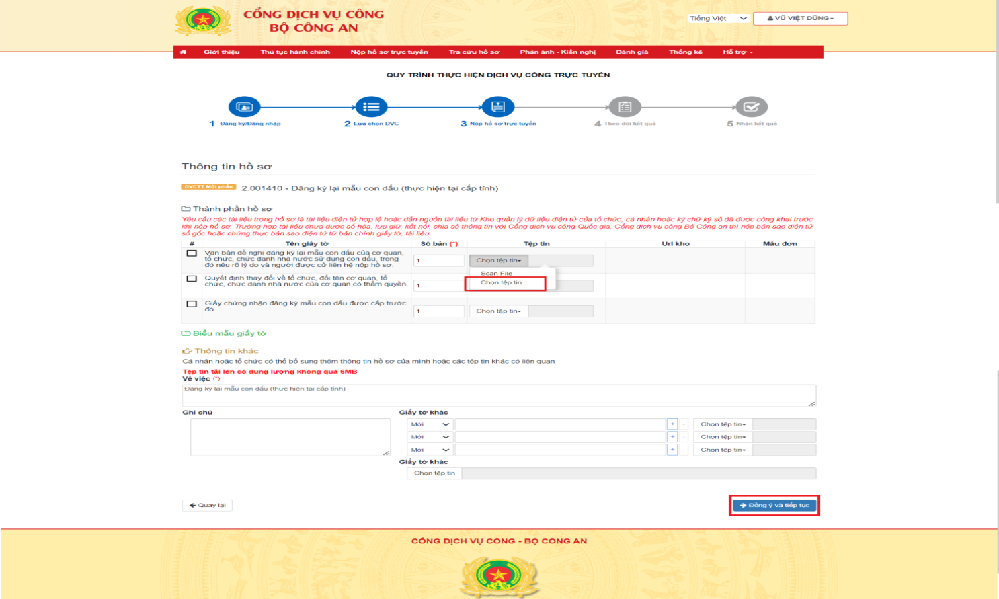 CỔNG DỊCH VỤ CÔNG
BỘ CÔNG AN
Tiếng Việt
VŨ VIỆT DŨNG
Giới thiệu Thủ tục hành chính Nộp hồ sơ trực tuyến Tra cứu hồ sơ Phản ánh - Kiến nghị Đánh giá Thống kê Hỗ trợ
QUY TRÌNH THỰC HIỆN DỊCH VỤ CÔNG TRỰC TUYẾN
1 Đăng ký/Đăng nhập 2 Lựa chọn DVC 3 Nộp hồ sơ trực tuyến 4 Theo dõi kết quả 5 Nhận kết quả
Thông tin hồ sơ
DVCTT Một phần 2.001410 - Đăng ký lại mẫu con dấu (thực hiện tại cấp tỉnh)
Thành phần hồ sơ
Yêu cầu các tài liệu trong hồ sơ là tài liệu điện tử hợp lệ hoặc dẫn nguồn tài liệu từ Kho quản lý dữ liệu điện tử của tổ chức, cá nhân hoặc ký chữ ký số đã được công khai trước
khi nộp hồ sơ. Trường hợp tài liệu chưa được số hóa, lưu giữ, kết nối, chia sẻ thông tin với Cổng dịch vụ công Quốc gia, Cổng dịch vụ công Bộ Công an thì nộp bản sao điện tử từ
sổ gốc hoặc chứng thực bản sao điện tử từ bản chính giấy tờ, tài liệu.
# Tên giấy tờ Số bản (*) Tệp tin Url kho Mẫu đơn
Văn bản đề nghị đăng ký lại mẫu con dấu của cơ quan,
tổ chức, chức danh nhà nước sử dụng con dấu, trong
đó nêu rõ lý do và người được cử liên hệ nộp hồ sơ.
1 Chọn tệp tin
Scan File
Chọn tệp tin
Quyết định thay đổi về tổ chức, đổi tên cơ quan, tổ
chức, chức danh nhà nước của cơ quan có thẩm quyền.
1
Giấy chứng nhận đăng ký mẫu con dấu được cấp trước
đó.
1 Chọn tệp tin
Biểu mẫu giấy tờ
Thông tin khác
Cá nhân hoặc tổ chức có thể bổ sung thêm thông tin hồ sơ của mình hoặc các tệp tin khác có liên quan
Tệp tin tải lên có dung lượng không quá 6MB
Về việc (*)
Đăng ký lại mẫu con dấu (thực hiện tại cấp tỉnh)
Ghi chú Giấy tờ khác
Mới + - Chọn tệp tin
Mới + - Chọn tệp tin
Mới + - Chọn tệp tin
Giấy tờ khác
Chọn tệp tin
Quay lại
Đồng ý và tiếp tục
CỔNG DỊCH VỤ CÔNG - BỘ CÔNG AN